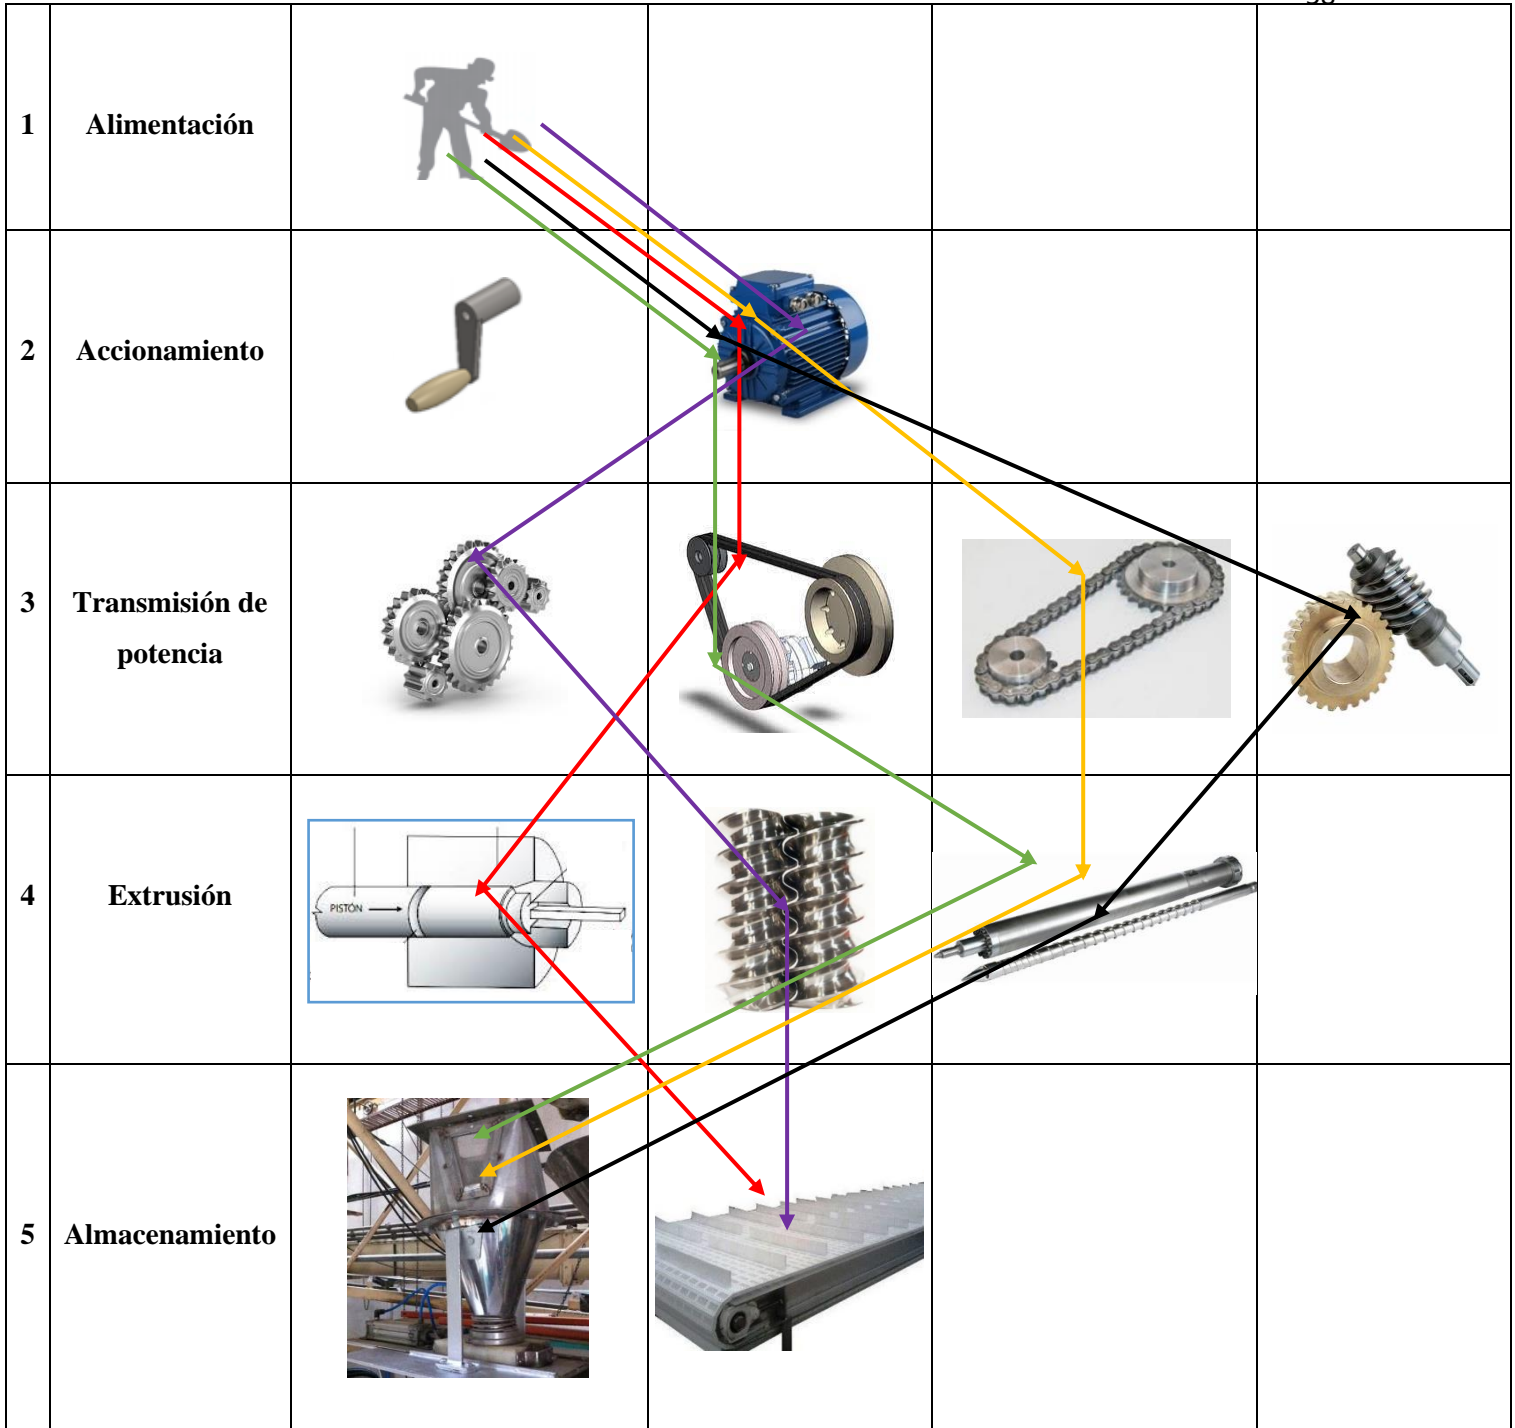 1 Alimentación
2 Accionamiento
3 Transmisión de
potencia
4 Extrusión
PISTÓN
5 Almacenamiento